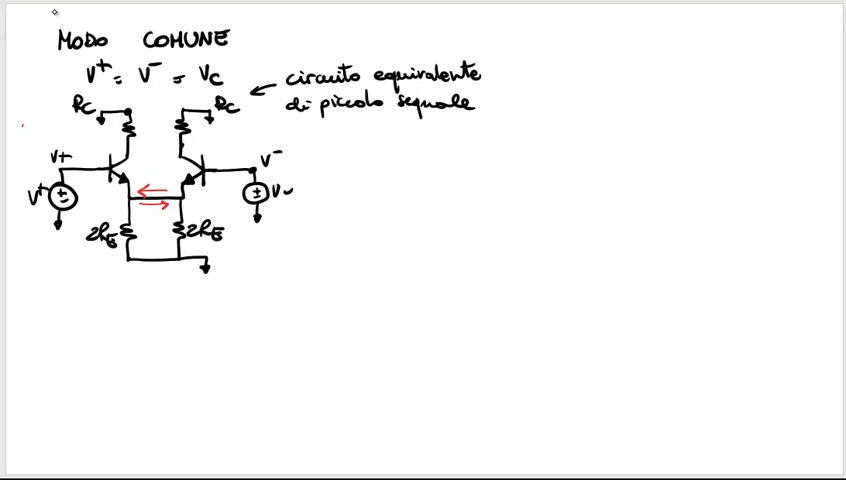 MODO COMUNE
V+ = V- = VC
circuito equivalente
di piccolo segnale
RC RC
V+ V-
V+
2RE 2RE